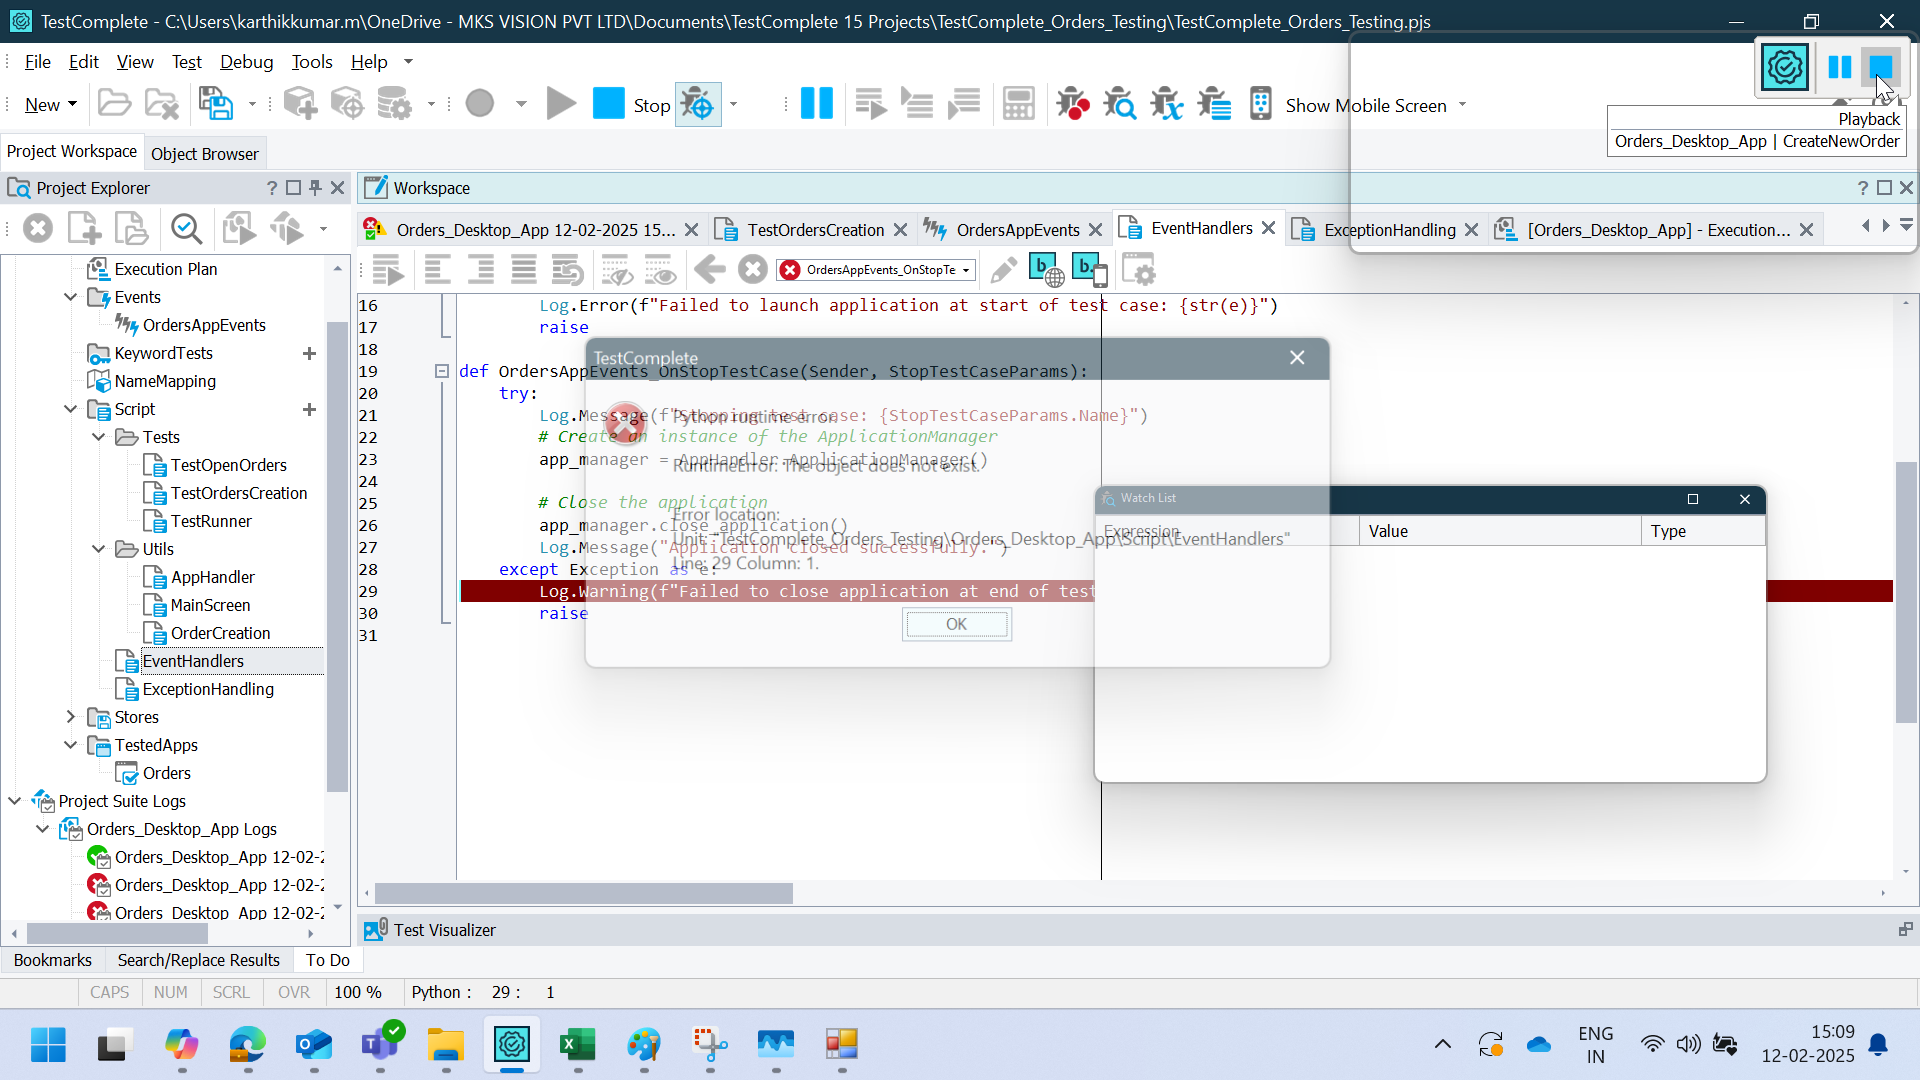 TestComplete - C:\Users\karthikkumar.m\OneDrive - MKS VISION PVT LTD\Documents\TestComplete 15 Projects\TestComplete_Orders_Testing\TestComplete_Orders_Testing.pjs
File Edit View Test Debug Tools Help
New Stop Show Mobile Screen
Playback
Orders_Desktop_App | CreateNewOrder
Project Workspace Object Browser
Project Explorer
Workspace
Orders_Desktop_App 12-02-2025 15... TestOrdersCreation OrdersAppEvents EventHandlers ExceptionHandling [Orders_Desktop_App] - Execution...
OrdersAppEvents_OnStopTe
Execution Plan
Events
OrdersAppEvents
KeywordTests
NameMapping
Script
Tests
TestOpenOrders
TestOrdersCreation
TestRunner
Utils
AppHandler
MainScreen
OrderCreation
EventHandlers
ExceptionHandling
Stores
TestedApps
Orders
Project Suite Logs
Orders_Desktop_App Logs
Orders_Desktop_App 12-02-2
Orders_Desktop_App 12-02-2
Orders_Desktop_App 12-02-2
16 Log.Error(f"Failed to launch application at start of test case: {str(e)}")
17 raise
18
19 def OrdersAppEvents_OnStopTestCase(Sender, StopTestCaseParams):
20 try:
21 Log.Message(f"Stopping test case: {StopTestCaseParams.Name}")
22 # Create an instance of the ApplicationManager
23 app_manager = AppHandler.ApplicationManager()
24
25 # Close the application
26 app_manager.close_application()
27 Log.Message("Application closed successfully.")
28 except Exception as e:
29 Log.Warning(f"Failed to close application at end of test
30 raise
31
TestComplete
Python runtime error.
RuntimeError: The object does not exist.
Error location:
Unit: "TestComplete_Orders_Testing\Orders_Desktop_App\Script\EventHandlers"
Line: 29 Column: 1.
OK
Watch List
Expression Value Type
Test Visualizer
Bookmarks Search/Replace Results To Do
CAPS NUM SCRL OVR 100 % Python : 29 : 1
ENG
IN
15:09
12-02-2025